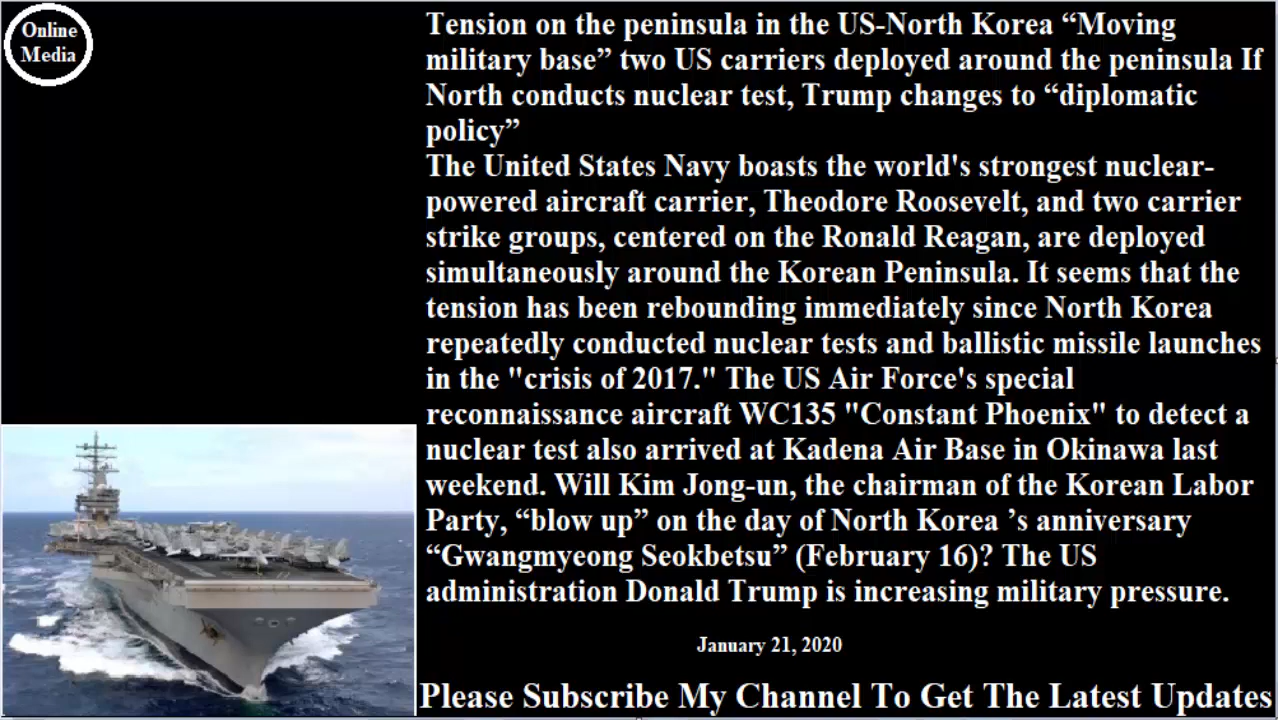 Online
Media
Tension on the peninsula in the US-North Korea “Moving
military base” two US carriers deployed around the peninsula If
North conducts nuclear test, Trump changes to “diplomatic
policy”
The United States Navy boasts the world's strongest nuclear-
powered aircraft carrier, Theodore Roosevelt, and two carrier
strike groups, centered on the Ronald Reagan, are deployed
simultaneously around the Korean Peninsula. It seems that the
tension has been rebounding immediately since North Korea
repeatedly conducted nuclear tests and ballistic missile launches
in the "crisis of 2017." The US Air Force's special
reconnaissance aircraft WC135 "Constant Phoenix" to detect a
nuclear test also arrived at Kadena Air Base in Okinawa last
weekend. Will Kim Jong-un, the chairman of the Korean Labor
Party, “blow up” on the day of North Korea ’s anniversary
“Gwangmyeong Seokbetsu” (February 16)? The US
administration Donald Trump is increasing military pressure.
January 21, 2020
Please Subscribe My Channel To Get The Latest Updates